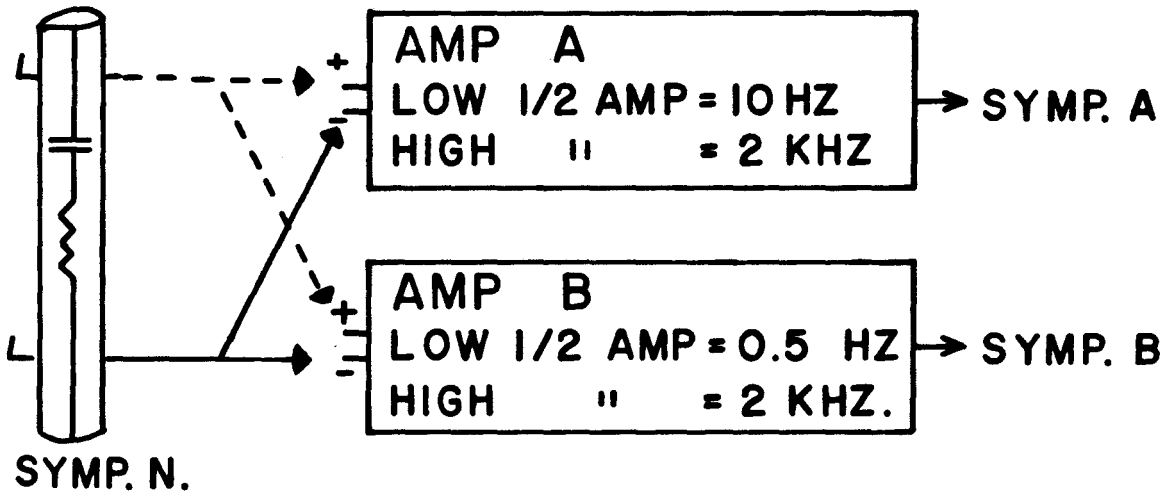 AMP A
+
LOW 1/2 AMP = 10 HZ
-
HIGH " = 2 KHZ
SYMP. A
AMP B
+
LOW 1/2 AMP = 0.5 HZ
-
HIGH " = 2 KHZ.
SYMP. B
SYMP. N.